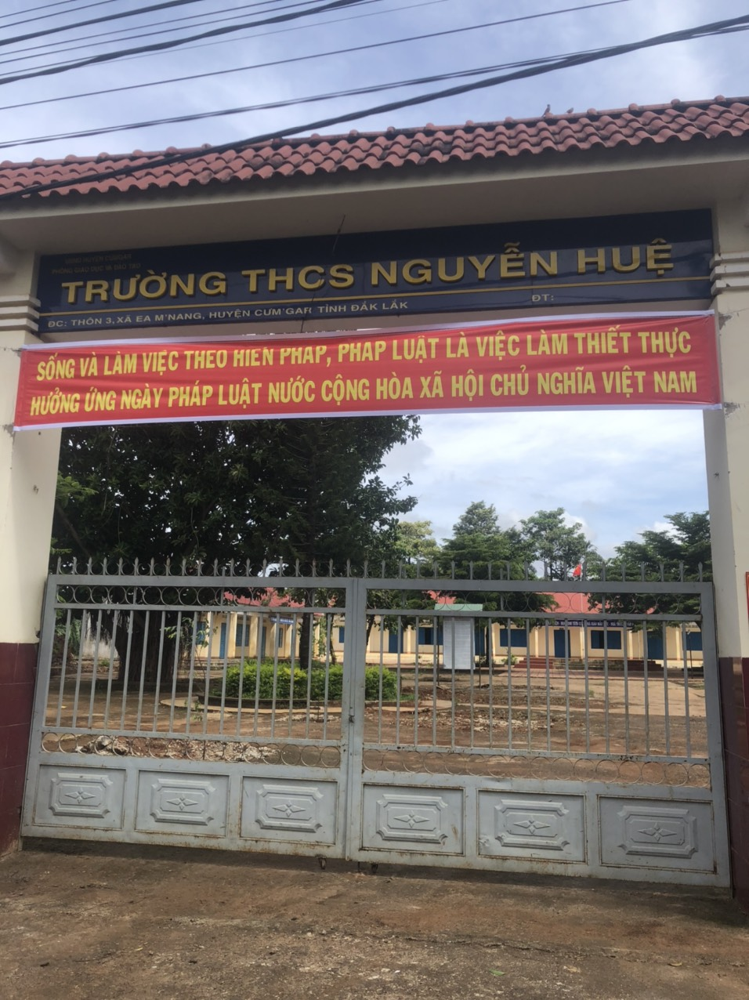 UBND HUYỆN CƯM'GAR
PHÒNG GIÁO DỤC VÀ ĐÀO TẠO
TRƯỜNG THCS NGUYỄN HUỆ
ĐC: THÔN 3, XÃ EA M'NANG, HUYỆN CƯM'GAR TỈNH ĐẮK LẮK ĐT:
SỐNG VÀ LÀM VIỆC THEO HIẾN PHÁP, PHÁP LUẬT LÀ VIỆC LÀM THIẾT THỰC
HƯỞNG ỨNG NGÀY PHÁP LUẬT NƯỚC CỘNG HÒA XÃ HỘI CHỦ NGHĨA VIỆT NAM